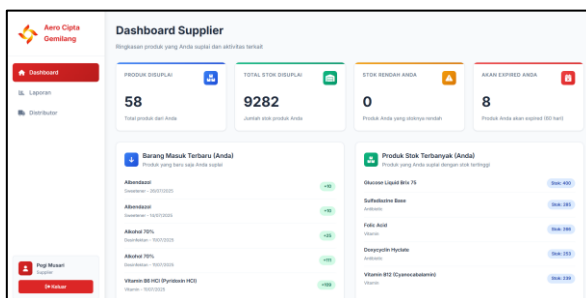 Aero Cipta
Gemilang
Dashboard
Laporan
Distributor
Pegi Musari
Supplier
Keluar
Dashboard Supplier
Ringkasan produk yang Anda suplai dan aktivitas terkait
PRODUK DISUPLAI
58
Total produk dari Anda
TOTAL STOK DISUPLAI
9282
Jumlah stok produk Anda
STOK RENDAH ANDA
0
Produk Anda yang stoknya rendah
AKAN EXPIRED ANDA
8
Produk Anda akan expired (60 hari)
Barang Masuk Terbaru (Anda)
Produk yang baru saja Anda suplai
Albendazol
Albendazol
Alkohol 70%
Alkohol 70%
Vitamin B6 HCl (Pyridoxin HCl)
Produk Stok Terbanyak (Anda)
Produk yang Anda suplai dengan stok tertinggi
Glucose Liquid Brix 75
Stok: 400
Sulfadiazine Base
Antibiotik
Folic Acid
Vitamin
Doxycyclin Hyclate
Antibiotik
Stok: 253
Vitamin B12 (Cyanocobalamin)
Vitamin